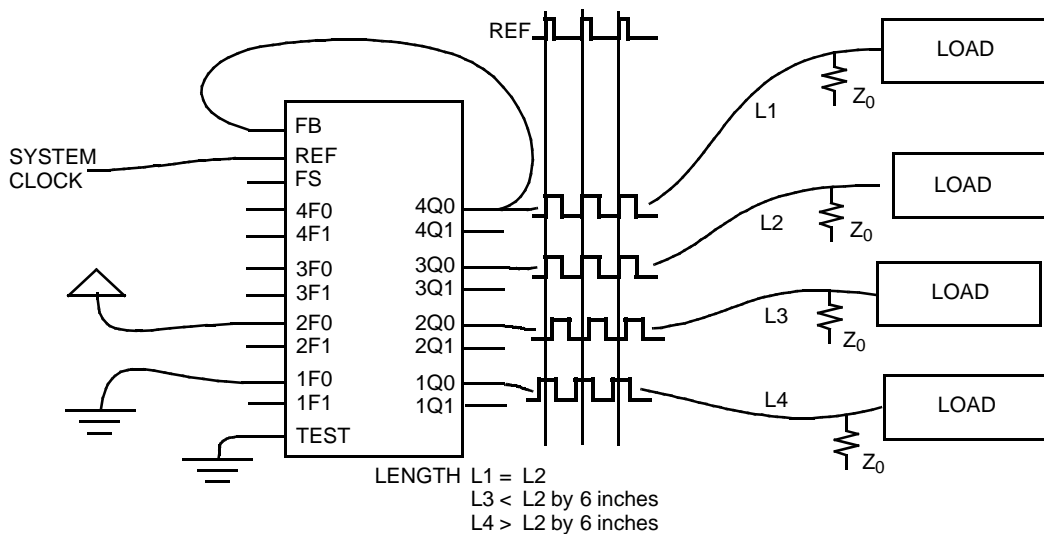 REF
LOAD
Z0
L1
FB
REF
FS
4F0
4F1
3F0
3F1
2F0
2F1
1F0
1F1
TEST
SYSTEM
CLOCK
4Q0
4Q1
3Q0
3Q1
2Q0
2Q1
1Q0
1Q1
LOAD
L2
Z0
LOAD
L3
Z0
LOAD
L4
Z0
LENGTH L1 = L2
L3 < L2 by 6 inches
L4 > L2 by 6 inches